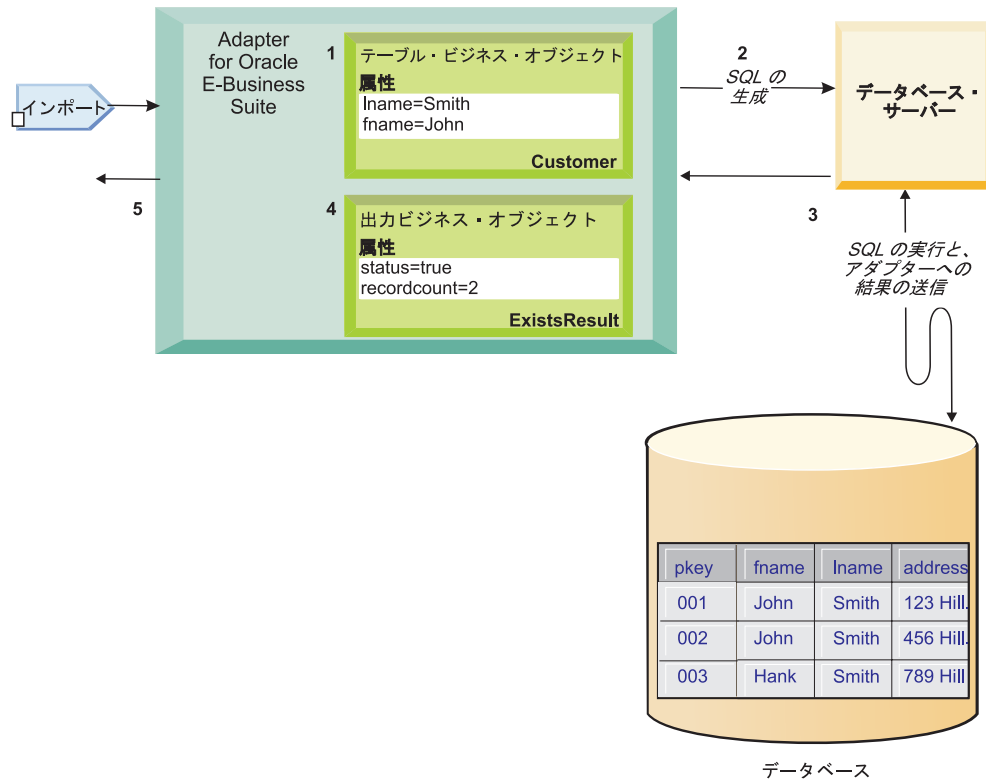 Adapter
for Oracle
E-Business
Suite
インポート
1
テーブル・ビジネス・オブジェクト
属性
lname=Smith
fname=John
Customer
2
SQL の
生成
データベース・
サーバー
5
4
出力ビジネス・オブジェクト
属性
status=true
recordcount=2
ExistsResult
3
SQL の実行と、
アダプターへの
結果の送信
pkey fname lname address
001 John Smith 123 Hill.
002 John Smith 456 Hill.
003 Hank Smith 789 Hill
データベース